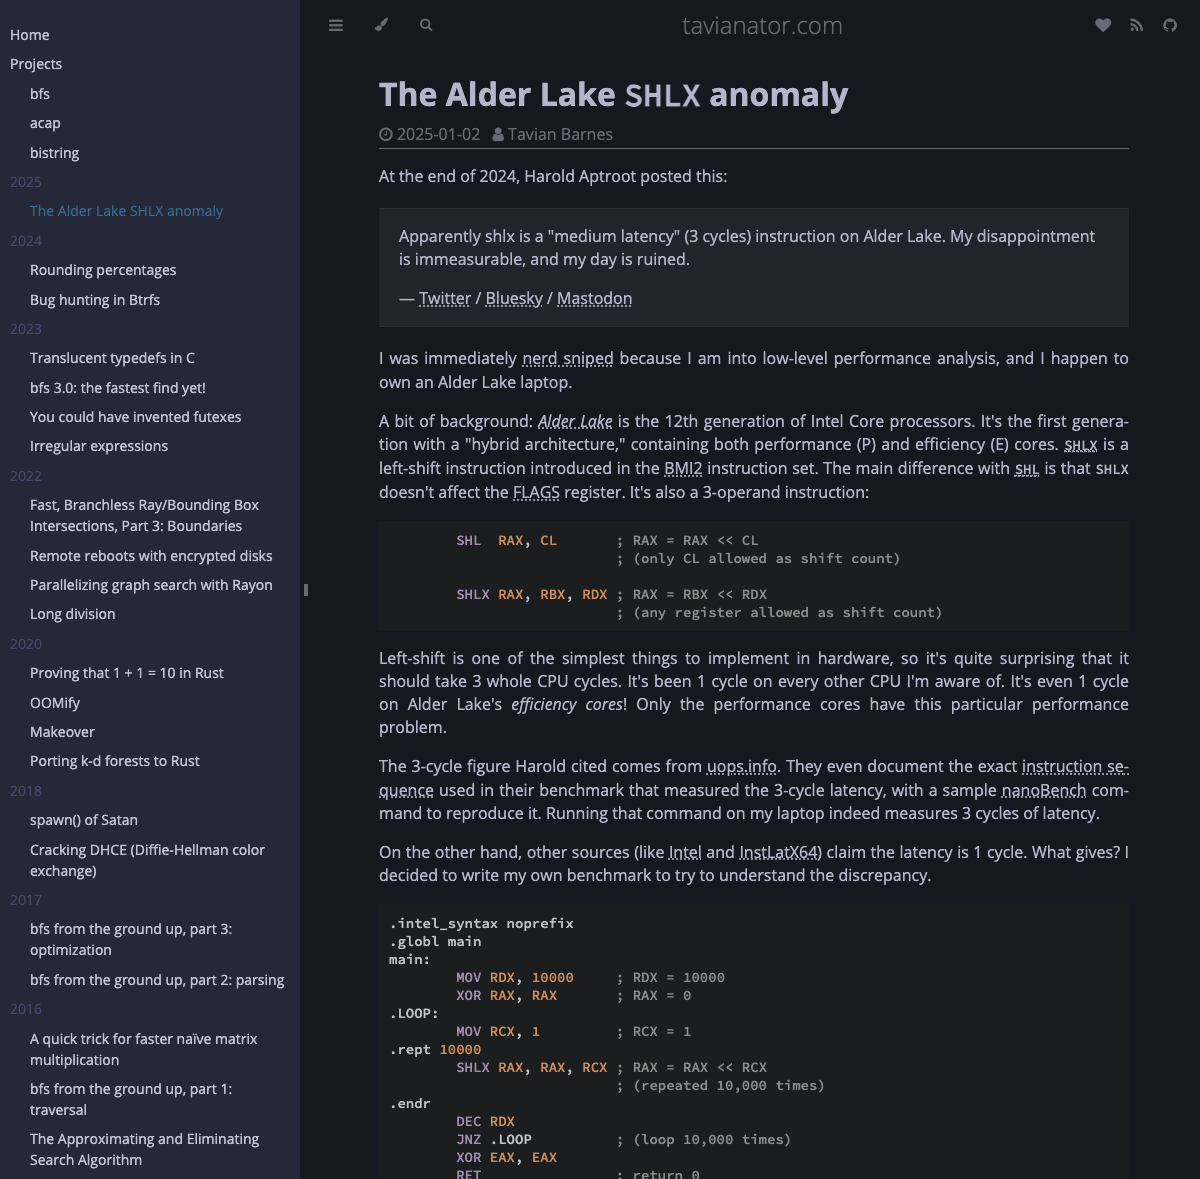 Home
Projects
bfs
acap
bistring
2025
The Alder Lake SHLX anomaly
2024
Rounding percentages
Bug hunting in Btrfs
2023
Translucent typedefs in C
bfs 3.0: the fastest find yet!
You could have invented futexes
Irregular expressions
2022
Fast, Branchless Ray/Bounding Box
Intersections, Part 3: Boundaries
Remote reboots with encrypted disks
Parallelizing graph search with Rayon
Long division
2020
Proving that 1 + 1 = 10 in Rust
OOMify
Makeover
Porting k-d forests to Rust
2018
spawn() of Satan
Cracking DHCE (Diffie-Hellman color
exchange)
2017
bfs from the ground up, part 3:
optimization
bfs from the ground up, part 2: parsing
2016
A quick trick for faster naïve matrix
multiplication
bfs from the ground up, part 1:
traversal
The Approximating and Eliminating
Search Algorithm
tavianator.com
The Alder Lake SHLX anomaly
2025-01-02 Tavian Barnes
At the end of 2024, Harold Aptroot posted this:
Apparently shlx is a "medium latency" (3 cycles) instruction on Alder Lake. My disappointment
is immeasurable, and my day is ruined.
— Twitter / Bluesky / Mastodon
I was immediately nerd sniped because I am into low-level performance analysis, and I happen to
own an Alder Lake laptop.
A bit of background: Alder Lake is the 12th generation of Intel Core processors. It's the first genera-
tion with a "hybrid architecture," containing both performance (P) and efficiency (E) cores. SHLX is a
left-shift instruction introduced in the BMI2 instruction set. The main difference with SHL is that SHLX
doesn't affect the FLAGS register. It's also a 3-operand instruction:
SHL RAX, CL ; RAX = RAX << CL
; (only CL allowed as shift count)
SHLX RAX, RBX, RDX ; RAX = RBX << RDX
; (any register allowed as shift count)
Left-shift is one of the simplest things to implement in hardware, so it's quite surprising that it
should take 3 whole CPU cycles. It's been 1 cycle on every other CPU I'm aware of. It's even 1 cycle
on Alder Lake's efficiency cores! Only the performance cores have this particular performance
problem.
The 3-cycle figure Harold cited comes from uops.info. They even document the exact instruction se-
quence used in their benchmark that measured the 3-cycle latency, with a sample nanoBench com-
mand to reproduce it. Running that command on my laptop indeed measures 3 cycles of latency.
On the other hand, other sources (like Intel and InstLatX64) claim the latency is 1 cycle. What gives? I
decided to write my own benchmark to try to understand the discrepancy.
.intel_syntax noprefix
.globl main
main:
MOV RDX, 10000 ; RDX = 10000
XOR RAX, RAX ; RAX = 0
.LOOP:
MOV RCX, 1 ; RCX = 1
.rept 10000
SHLX RAX, RAX, RCX ; RAX = RAX << RCX
; (repeated 10,000 times)
.endr
DEC RDX
JNZ .LOOP ; (loop 10,000 times)
XOR EAX, EAX
RET ; return 0